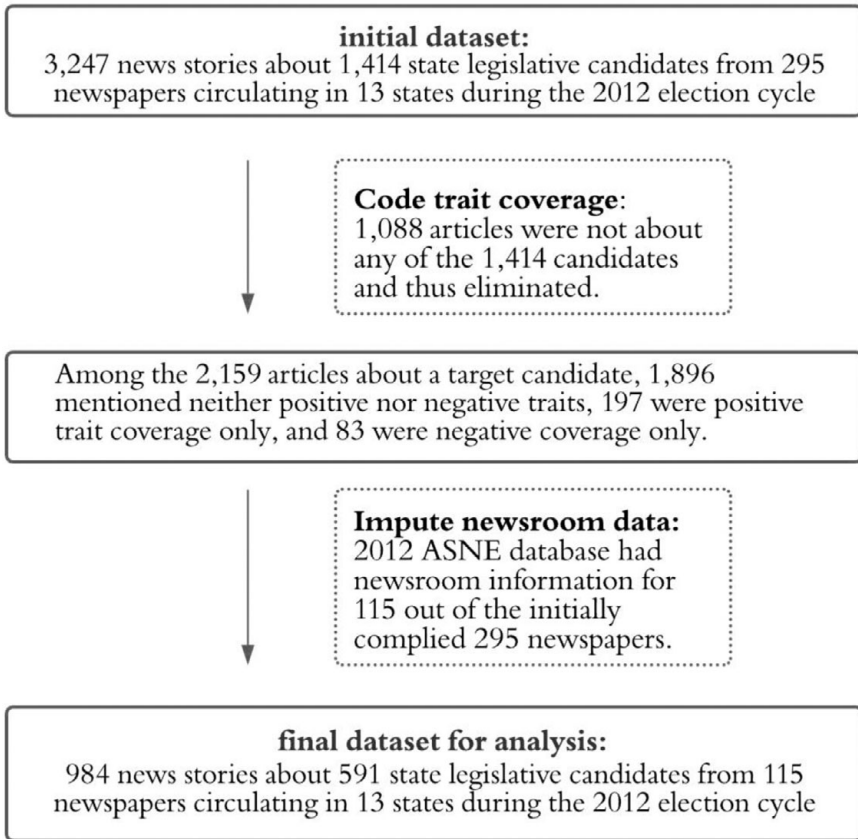 initial dataset:
3,247 news stories about 1,414 state legislative candidates from 295
newspapers circulating in 13 states during the 2012 election cycle
Code trait coverage:
1,088 articles were not about
any of the 1,414 candidates
and thus eliminated.
Among the 2,159 articles about a target candidate, 1,896
mentioned neither positive nor negative traits, 197 were positive
trait coverage only, and 83 were negative coverage only.
Impute newsroom data:
2012 ASNE database had
newsroom information for
115 out of the initially
complied 295 newspapers.
final dataset for analysis:
984 news stories about 591 state legislative candidates from 115
newspapers circulating in 13 states during the 2012 election cycle